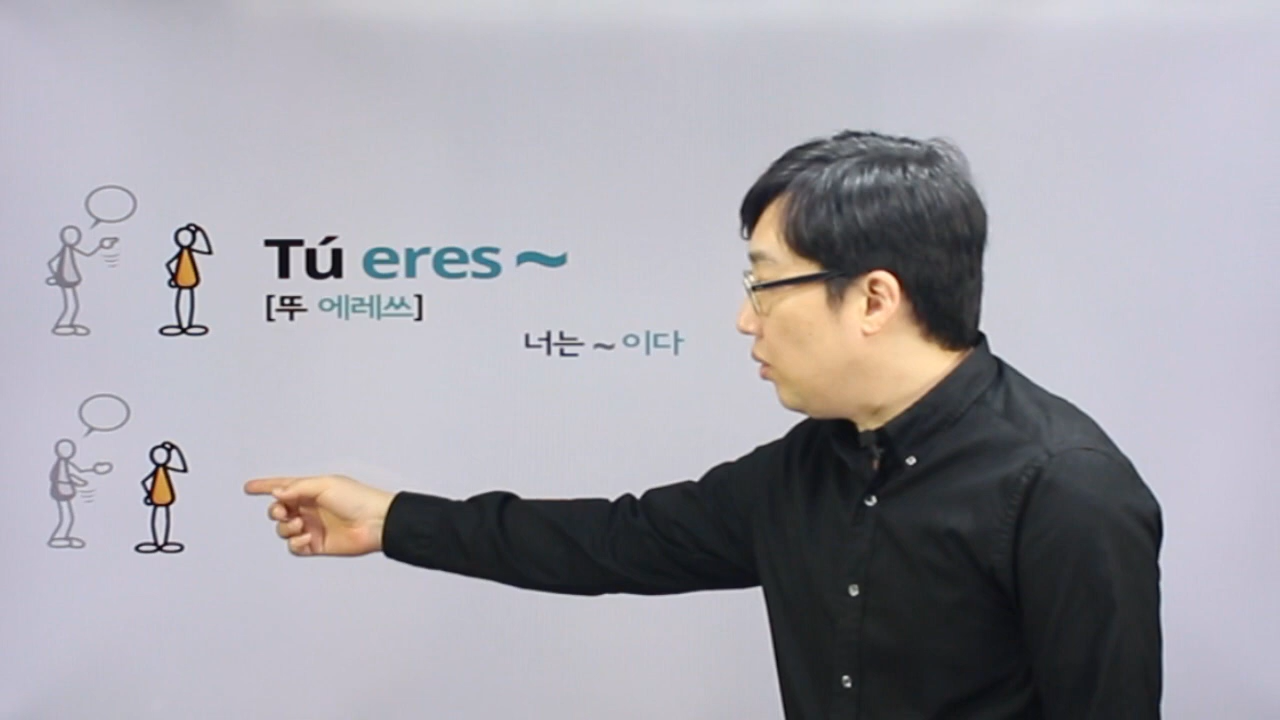 Tú eres ~
[뚜 에레쓰]
너는 ~ 이다